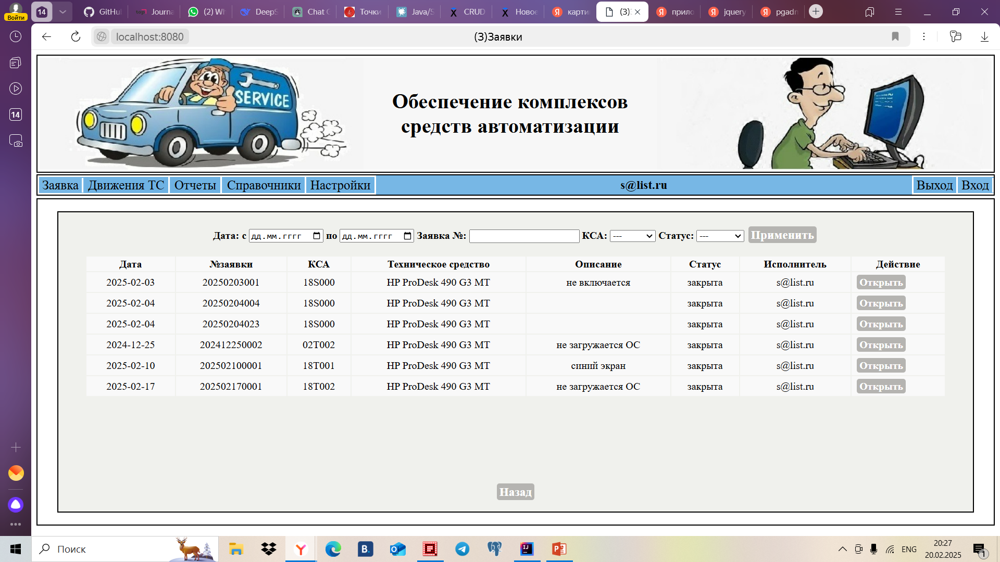 Войти
14
GitHu
Journa
(2) Wh
DeepS
Chat G
Точки
Java/S
CRUD
Новое
карти
(3)
прило
jquery
pgadn
localhost:8080
(3)Заявки
14
SERVICE
Обеспечение комплексов
средств автоматизации
Заявка Движения ТС Отчеты Справочники Настройки s@list.ru Выход Вход
Дата: с дд.мм.гггг по дд.мм.гггг Заявка №: КСА: --- Статус: --- Применить
Дата №заявки КСА Техническое средство Описание Статус Исполнитель Действие
2025-02-03 20250203001 18S000 HP ProDesk 490 G3 MT не включается закрыта s@list.ru Открыть
2025-02-04 20250204004 18S000 HP ProDesk 490 G3 MT закрыта s@list.ru Открыть
2025-02-04 20250204023 18S000 HP ProDesk 490 G3 MT закрыта s@list.ru Открыть
2024-12-25 202412250002 02T002 HP ProDesk 490 G3 MT не загружается ОС закрыта s@list.ru Открыть
2025-02-10 202502100001 18T001 HP ProDesk 490 G3 MT синий экран закрыта s@list.ru Открыть
2025-02-17 202502170001 18T002 HP ProDesk 490 G3 MT не загружается ОС закрыта s@list.ru Открыть
Назад
Поиск
ENG
20:27
20.02.2025
1